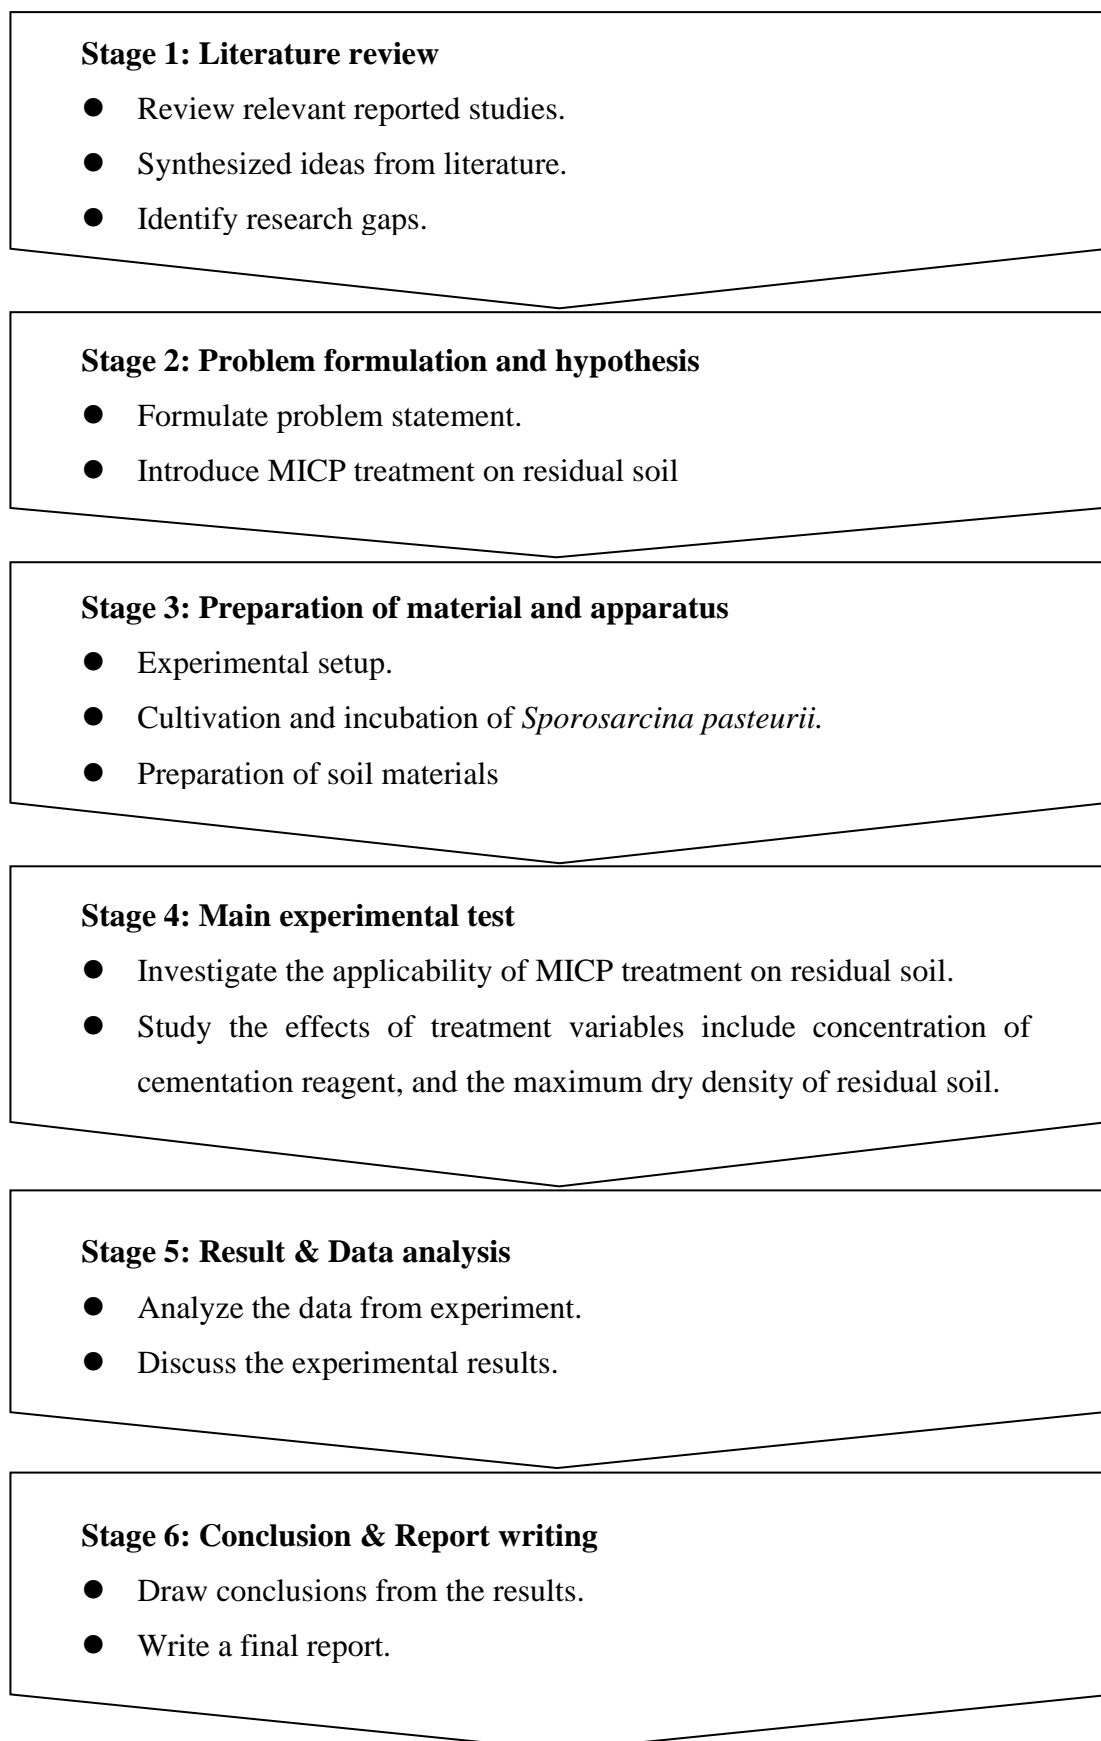 Stage 1: Literature review
● Review relevant reported studies.
● Synthesized ideas from literature.
● Identify research gaps.
Stage 2: Problem formulation and hypothesis
● Formulate problem statement.
● Introduce MICP treatment on residual soil
Stage 3: Preparation of material and apparatus
● Experimental setup.
● Cultivation and incubation of Sporosarcina pasteurii.
● Preparation of soil materials
Stage 4: Main experimental test
● Investigate the applicability of MICP treatment on residual soil.
● Study the effects of treatment variables include concentration of
cementation reagent, and the maximum dry density of residual soil.
Stage 5: Result & Data analysis
● Analyze the data from experiment.
● Discuss the experimental results.
Stage 6: Conclusion & Report writing
● Draw conclusions from the results.
● Write a final report.